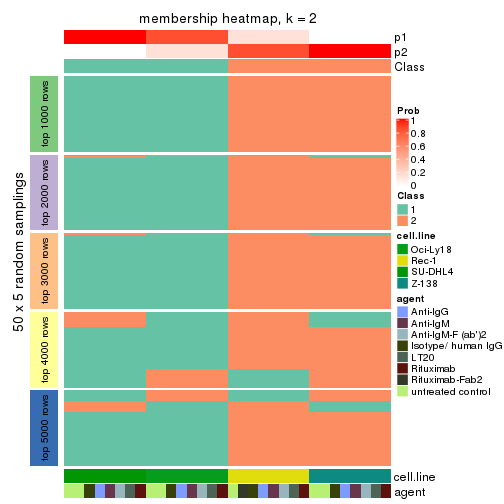 membership heatmap, k = 2
p1
p2
Class
50 x 5 random samplings
top 1000 rows
top 2000 rows
top 3000 rows
top 4000 rows
top 5000 rows
cell.line
agent
Prob
1
0.8
0.6
0.4
0.2
0
Class
1
2
cell.line
Oci-Ly18
Rec-1
SU-DHL4
Z-138
agent
Anti-IgG
Anti-IgM
Anti-IgM-F(ab')2
Isotype/ human IgG
LT20
Rituximab
Rituximab-Fab2
untreated control